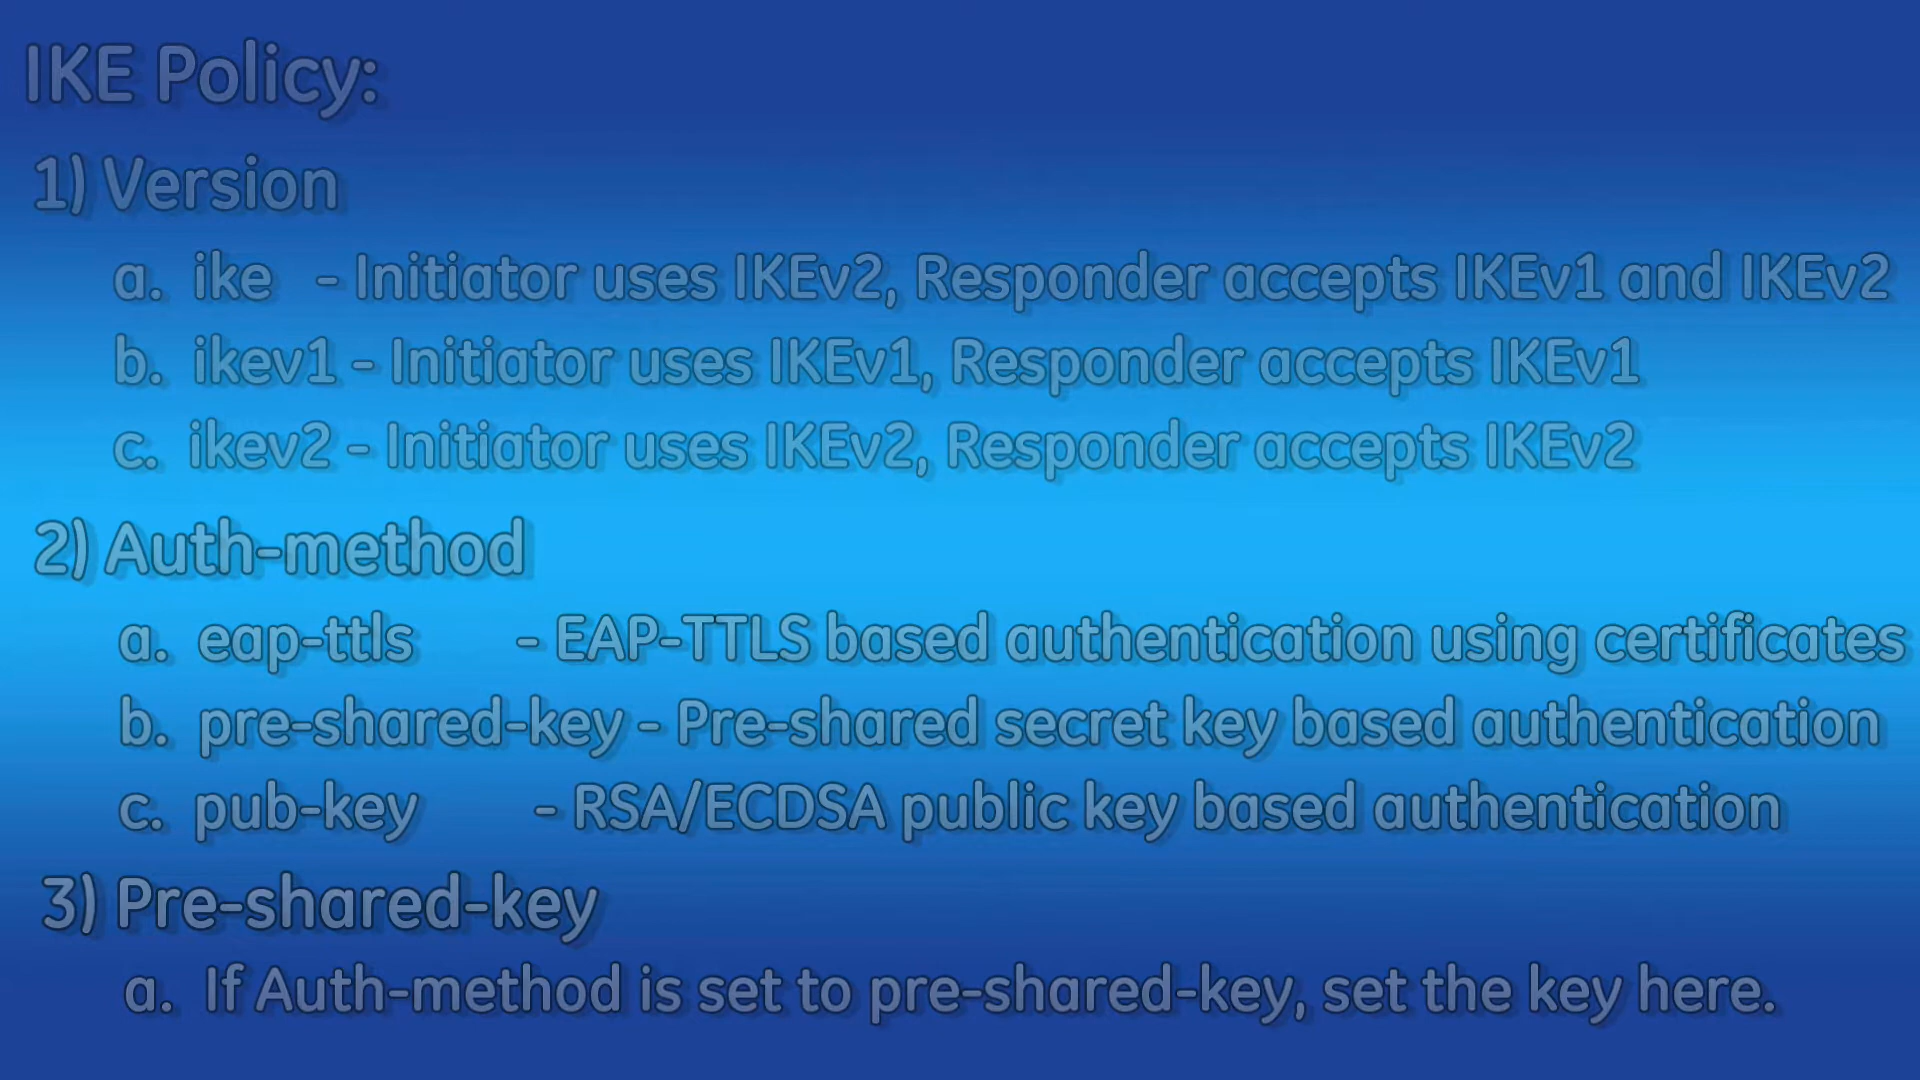 IKE Policy:
1) Version
a. ike - Initiator uses IKEv2, Responder accepts IKEv1 and IKEv2
b. ikev1 - Initiator uses IKEv1, Responder accepts IKEv1
c. ikev2 - Initiator uses IKEv2, Responder accepts IKEv2
2) Auth-method
a. eap-ttls - EAP-TTLS based authentication using certificates
b. pre-shared-key - Pre-shared secret key based authentication
c. pub-key - RSA/ECDSA public key based authentication
3) Pre-shared-key
a. If Auth-method is set to pre-shared-key, set the key here.